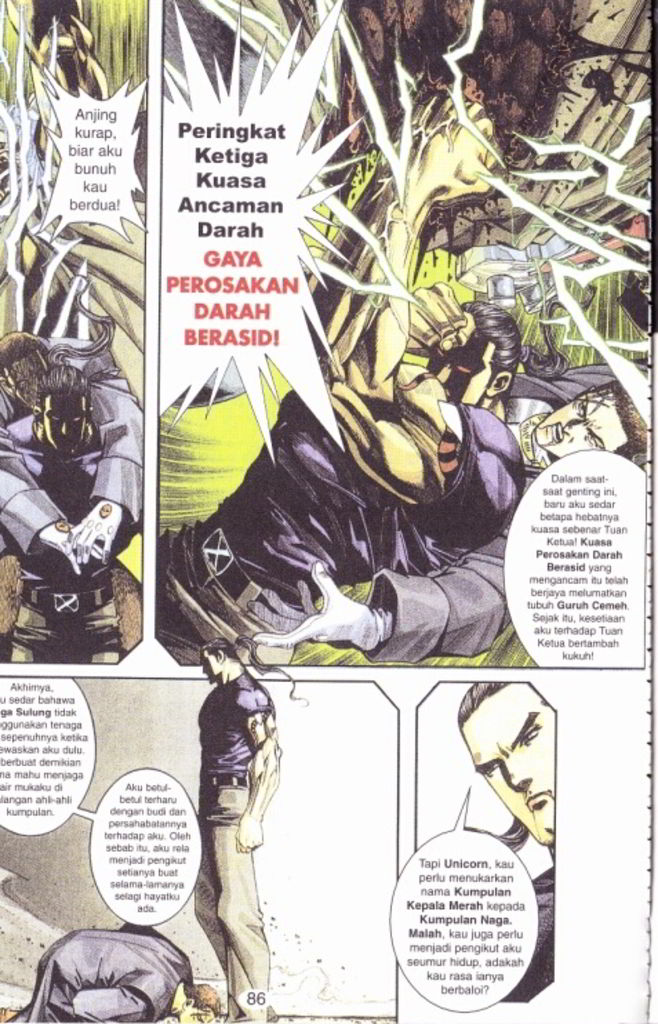 Anjing
kurap,
biar aku
bunuh
kau
berdua!
Peringkat
Ketiga
Kuasa
Ancaman
Darah
GAYA
PEROSAKAN
DARAH
BERASID!
Dalam saat-
saat genting ini,
baru aku sedar
betapa hebatnya
kuasa sebenar Tuan
Ketua! Kuasa
Perosakan Darah
Berasid yang
mengancam itu telah
berjaya melumatkan
tubuh Guruh Cemeh.
Sejak itu, kesetiaan
aku terhadap Tuan
Ketua bertambah
kukuh!
Akhirnya,
sedar bahawa
Sulung tidak
tenaga
sepenuhnya ketika
aku dulu.
berbuat demikian
mahu menjaga
air mukaku di
ahli-ahli
kumpulan.
Aku betul-
betul terharu
dengan budi dan
persahabatannya
terhadap aku. Oleh
sebab itu, aku rela
menjadi pengikut
setianya buat
selama-lamanya
selagi hayatku
ada.
Tapi Unicorn, kau
perlu menukarkan
nama Kumpulan
Kepala Merah kepada
Kumpulan Naga.
Malah, kau juga perlu
menjadi pengikut aku
seumur hidup, adakah
kau rasa ianya
berbaloi?
86